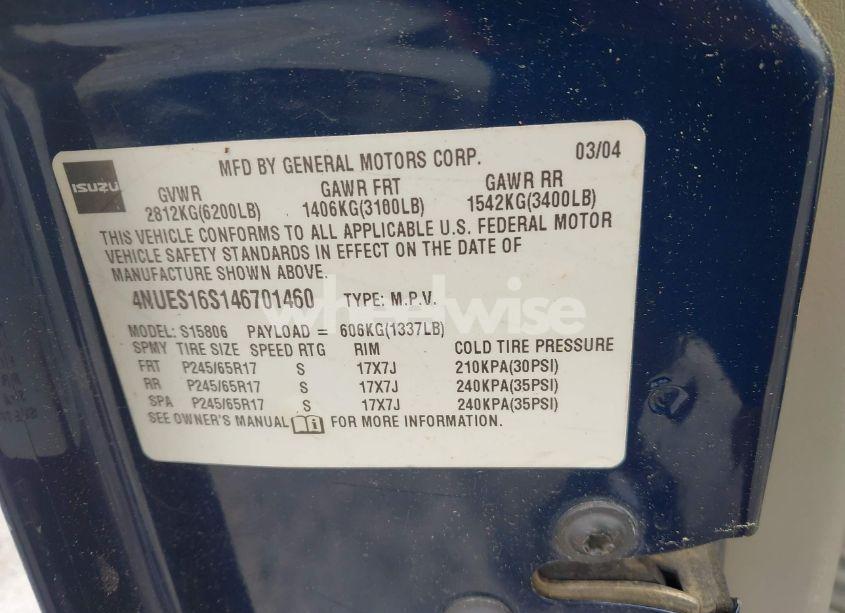 MFD BY GENERAL MOTORS CORP. 03/04
ISUZU
GVWR GAWR FRT GAWR RR
2812KG(6200LB) 1406KG(3100LB) 1542KG(3400LB)
THIS VEHICLE CONFORMS TO ALL APPLICABLE U.S. FEDERAL MOTOR
VEHICLE SAFETY STANDARDS IN EFFECT ON THE DATE OF
MANUFACTURE SHOWN ABOVE.
4NUES16S146701460 TYPE: M.P.V.
wheelwise
MODEL: S15806 PAYLOAD = 606KG(1337LB)
SPMY TIRE SIZE SPEED RTG RIM COLD TIRE PRESSURE
FRT P245/65R17 S 17X7J 210KPA(30PSI)
RR P245/65R17 S 17X7J 240KPA(35PSI)
SPA P245/65R17 S 17X7J 240KPA(35PSI)
SEE OWNER'S MANUAL FOR MORE INFORMATION.